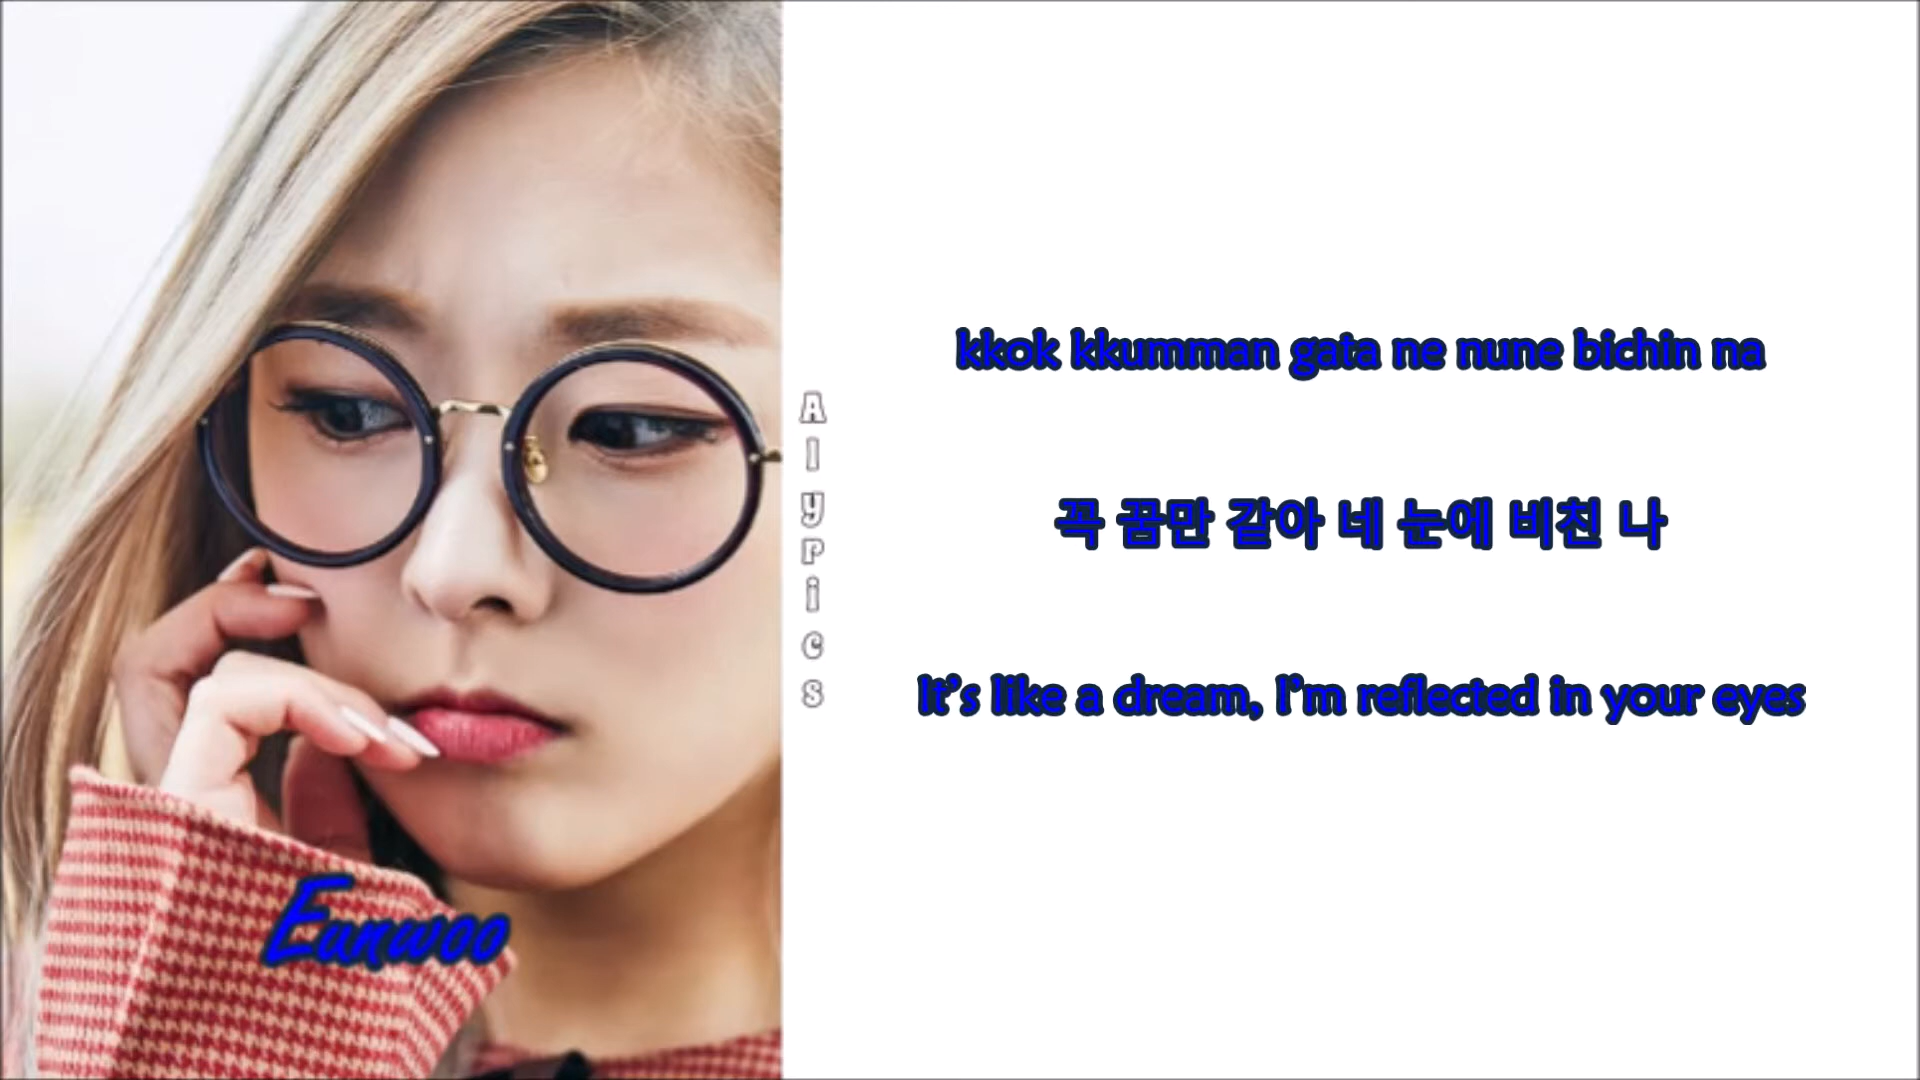 kkok kkumman gata ne nune bichin na
꼭 꿈만 같아 네 눈에 비친 나
It's like a dream, I'm reflected in your eyes
Alypics
Eunwoo